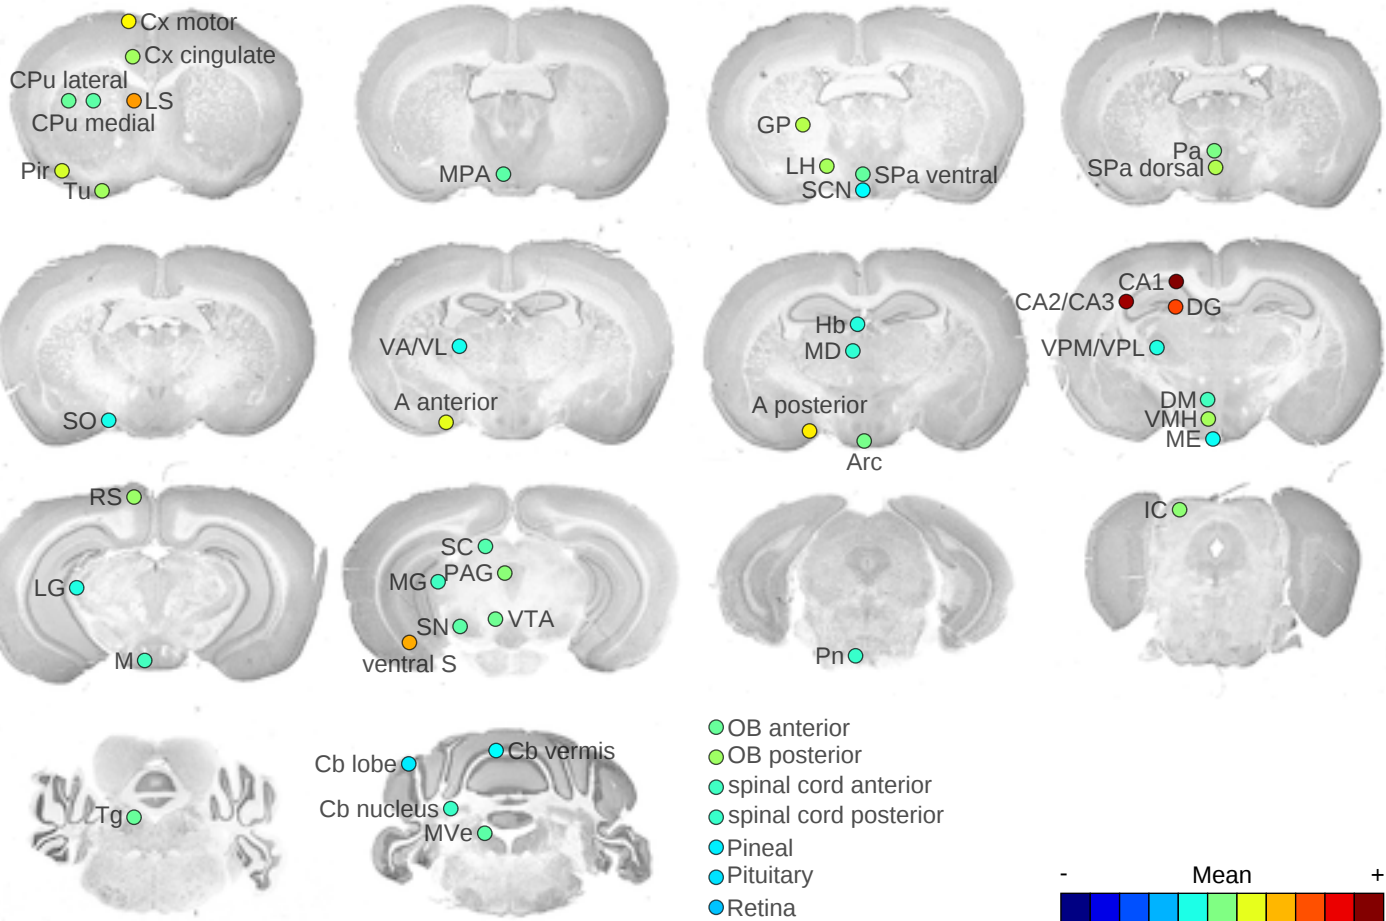 Cx motor
Cx cingulate
CPu lateral
LS
CPu medial
Pir
Tu
MPA
GP
LH
SPa ventral
SCN
Pa
SPa dorsal
SO
VA/VL
A anterior
Hb
MD
A posterior
Arc
CA1
CA2/CA3
DG
VPM/VPL
DM
VMH
ME
RS
LG
M
SC
PAG
MG
VTA
SN
ventral S
Pn
IC
Tg
Cb vermis
Cb lobe
Cb nucleus
MVe
OB anterior
OB posterior
spinal cord anterior
spinal cord posterior
Pineal
Pituitary
Retina
- Mean +